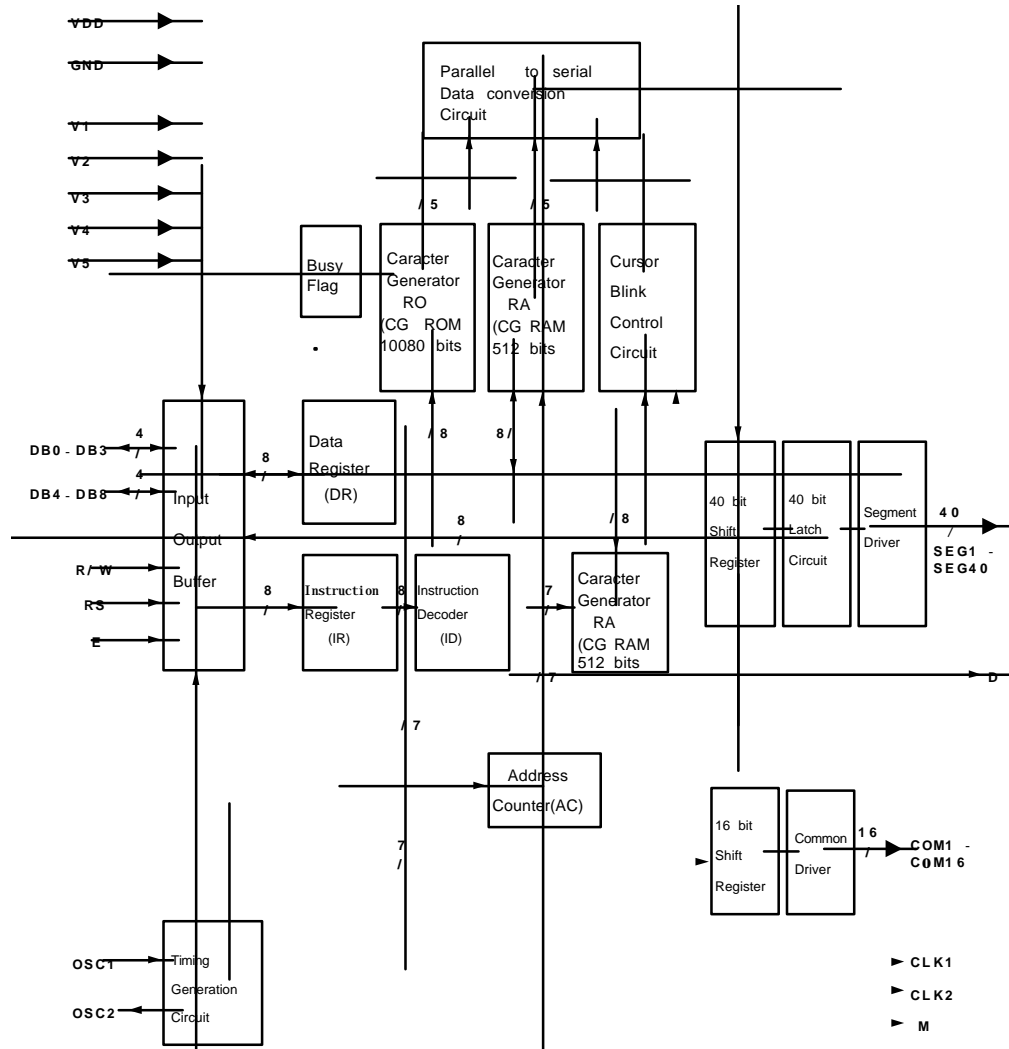 VDD
GND
V1
V2
V3
V4
V5
Parallel to serial
Data conversion
Circuit
/ 5
/ 5
Busy
Flag
Caracter
Generator
RO
(CG ROM
10080 bits
Caracter
Generator
RA
(CG RAM
512 bits
Cursor
Blink
Control
Circuit
DB0 - DB3
4
/
DB4 - DB8
4
/
R/W
RS
E
Input
Output
Buffer
8
/
Data
Register
(DR)
/ 8
8 /
8
/
/ 8
8
/
Instruction
Register
(IR)
8
/
Instruction
Decoder
(ID)
7
/
Caracter
Generator
RA
(CG RAM
512 bits
40 bit
Shift
Register
40 bit
Latch
Circuit
Segment
Driver
40
/
SEG1 -
SEG40
D
/ 7
/ 7
Address
Counter(AC)
7
/
16 bit
Shift
Register
Common
Driver
16
/
COM1 -
COM16
OSC1
OSC2
Timing
Generation
Circuit
CLK1
CLK2
M